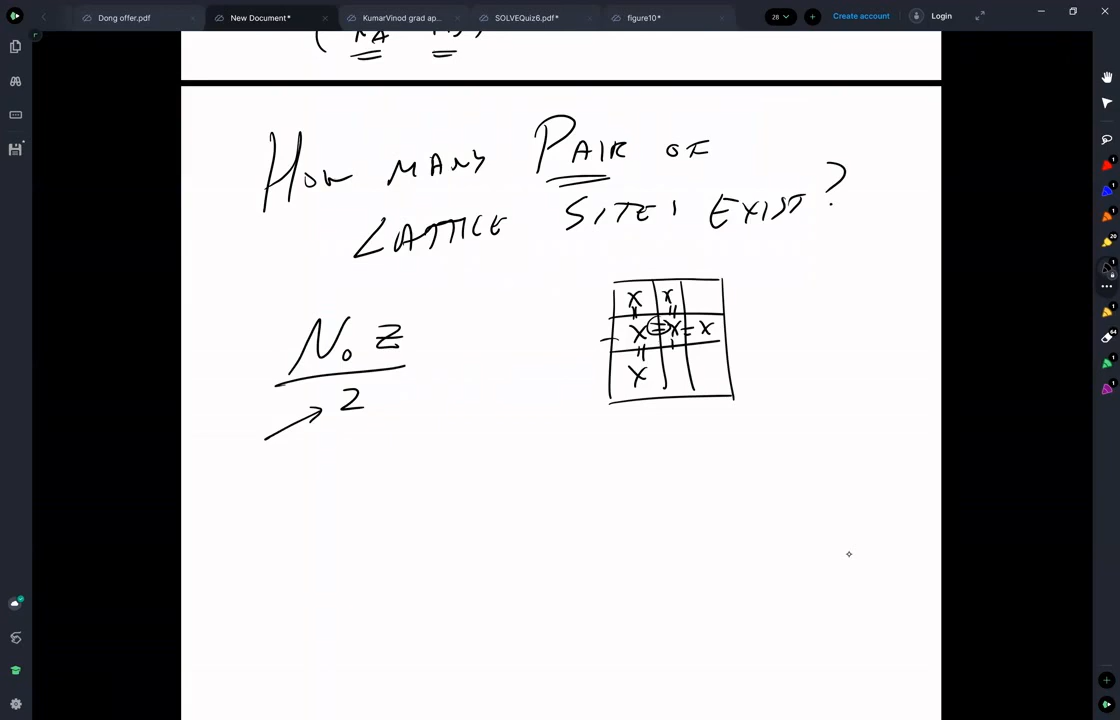 Dong offer.pdf
New Document*
KumarVinod grad ap...
SOLVEQuiz6.pdf*
figure10*
28
Create account
Login
HOW MANY PAIR OF
LATTICE SITES EXIST?
N₀ Z
2
X X
X = X = X
X